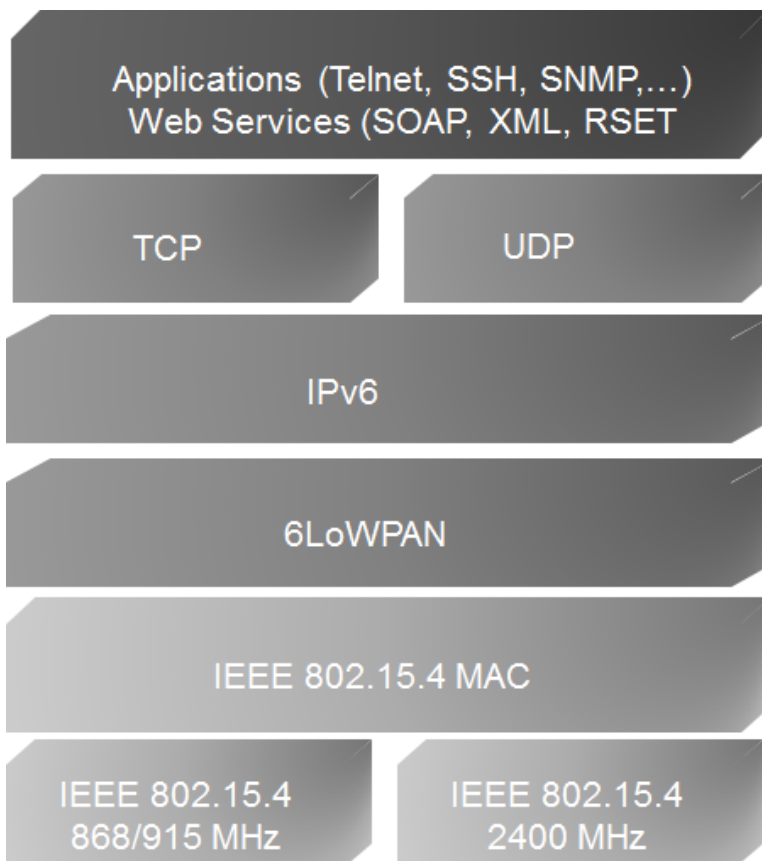 Applications (Telnet, SSH, SNMP,...)
Web Services (SOAP, XML, RSET
TCP
UDP
IPv6
6LoWPAN
IEEE 802.15.4 MAC
IEEE 802.15.4
868/915 MHz
IEEE 802.15.4
2400 MHz